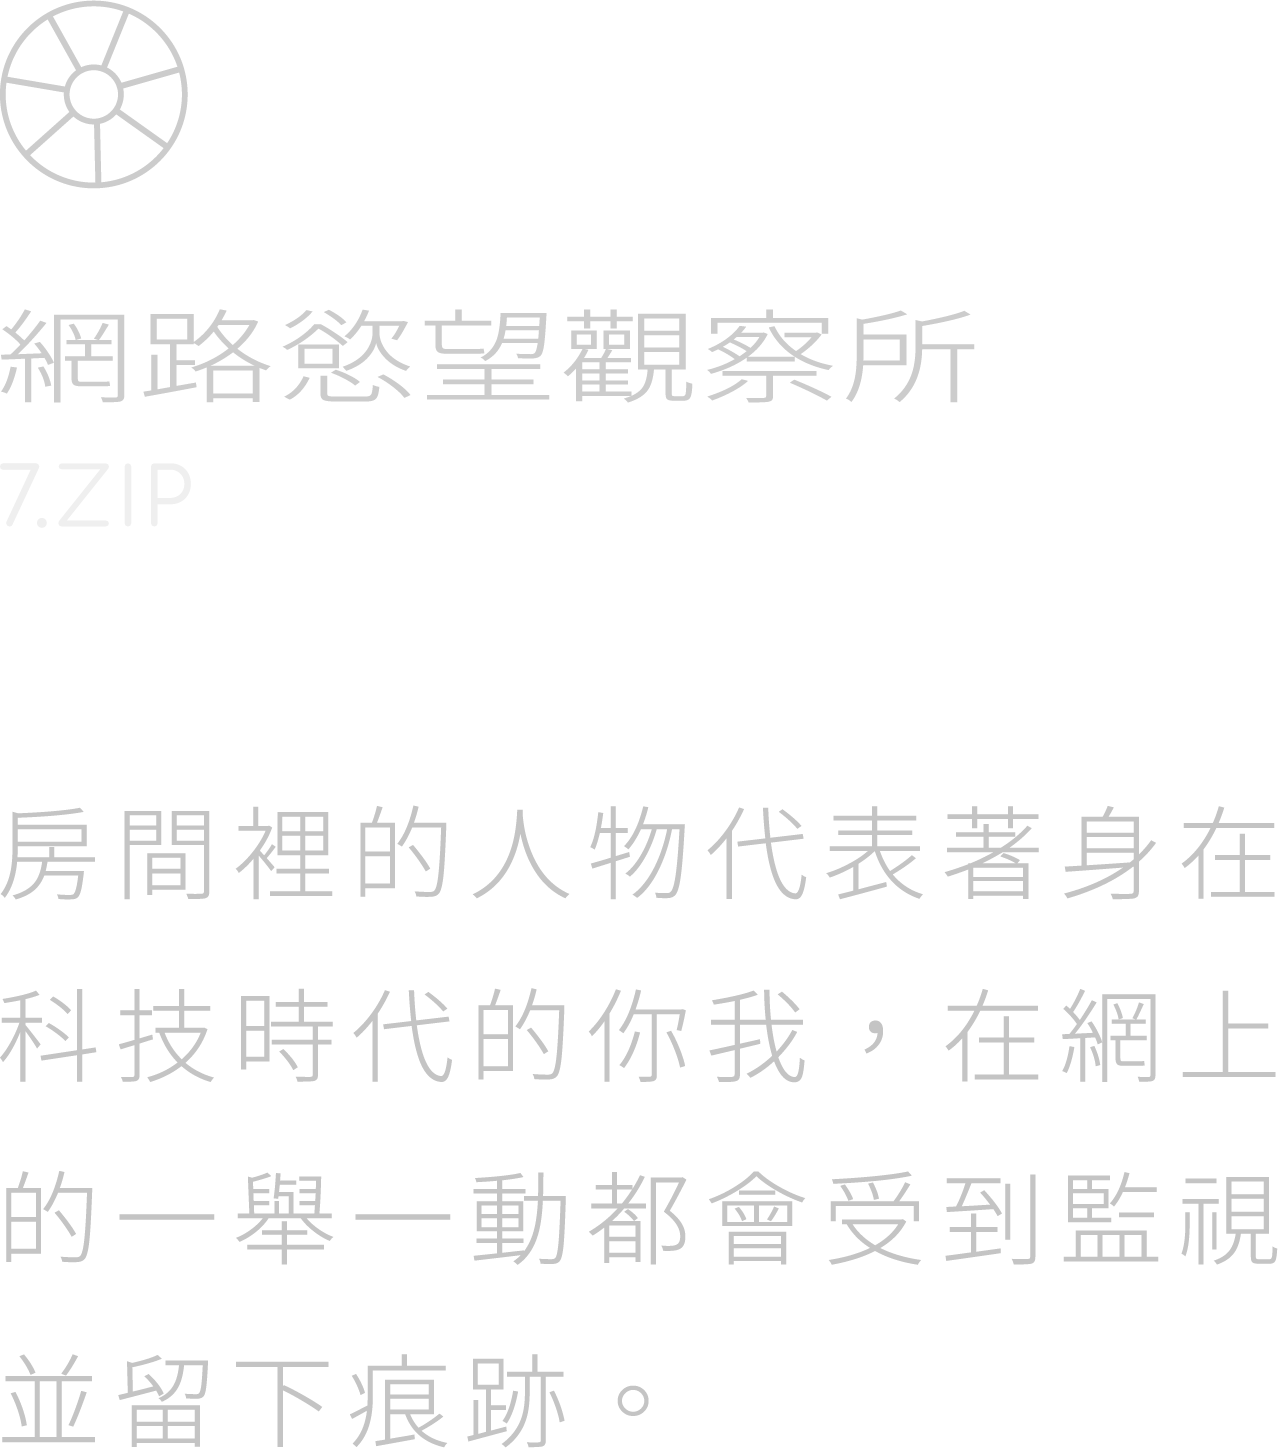 網路慾望觀察所
7.ZIP
房間裡的人物代表著身在
科技時代的你我，在網上
的一舉一動都會受到監視
並留下痕跡。